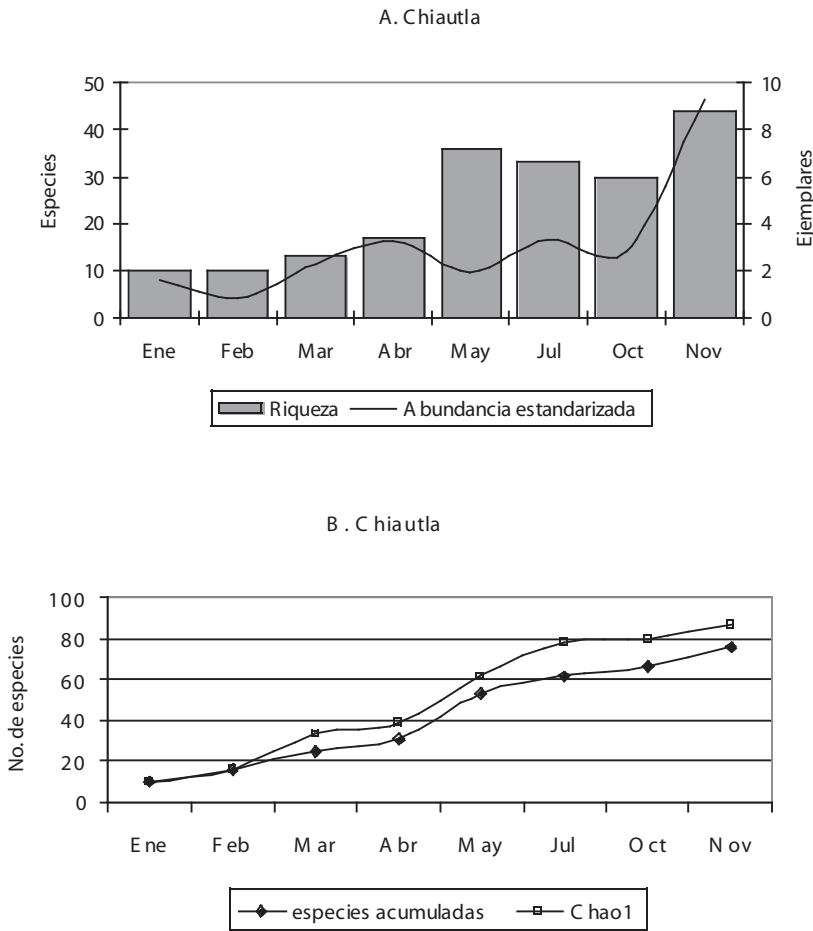 A. Chiautla
50 10
40 8
30 6
20 4
10 2
0 0
Especies
Ejemplares
Ene Feb Mar Abr May Jul Oct Nov
Riqueza Abundancia estandarizada
B. Chiautla
100
80
60
40
20
0
No. de especies
Ene Feb Mar Abr May Jul Oct Nov
especies acumuladas Chao1